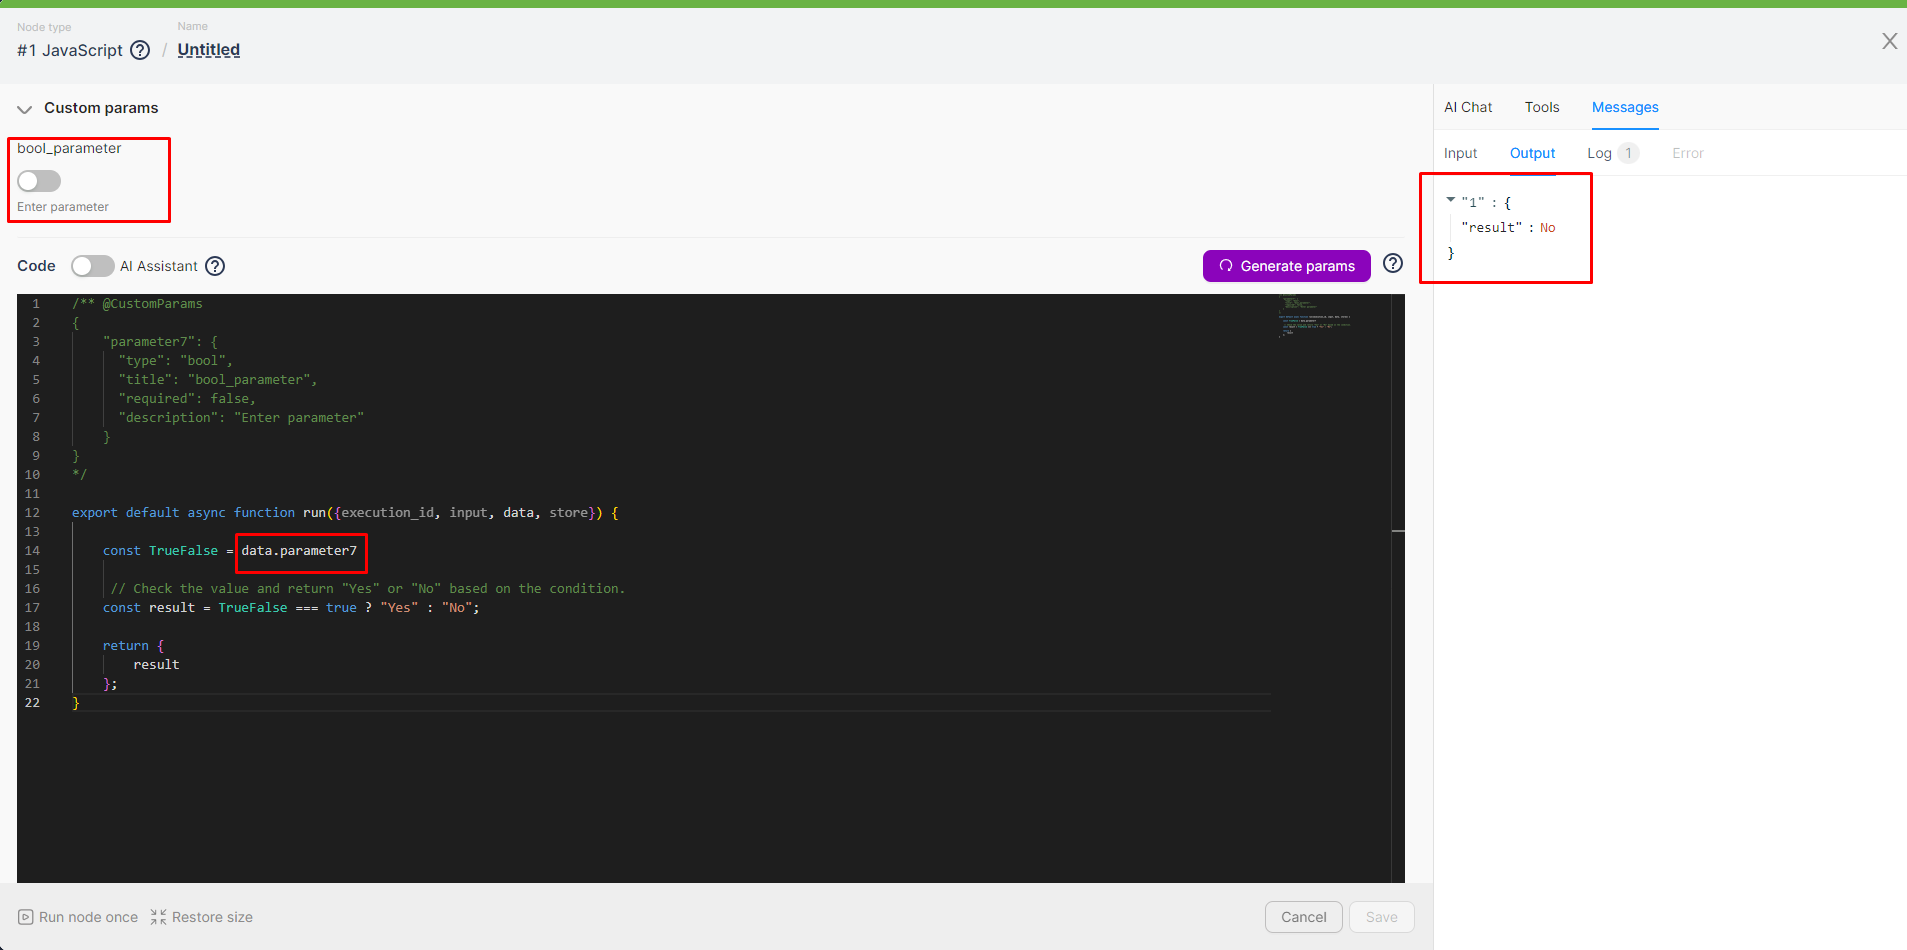 Node type
Name
#1 JavaScript ? / Untitled
X
Custom params
bool_parameter
Enter parameter
Code AI Assistant ?
Generate params ?
1 /** @CustomParams
2 {
3 "parameter7": {
4 "type": "bool",
5 "title": "bool_parameter",
6 "required": false,
7 "description": "Enter parameter"
8 }
9 }
10 */
11
12 export default async function run({execution_id, input, data, store}) {
13
14 const TrueFalse = data.parameter7
15
16 // Check the value and return "Yes" or "No" based on the condition.
17 const result = TrueFalse === true ? "Yes" : "No";
18
19 return {
20 result
21 };
22 }
Run node once Restore size
Cancel Save
AI Chat Tools Messages
Input Output Log 1 Error
"1" : {
"result" : No
}